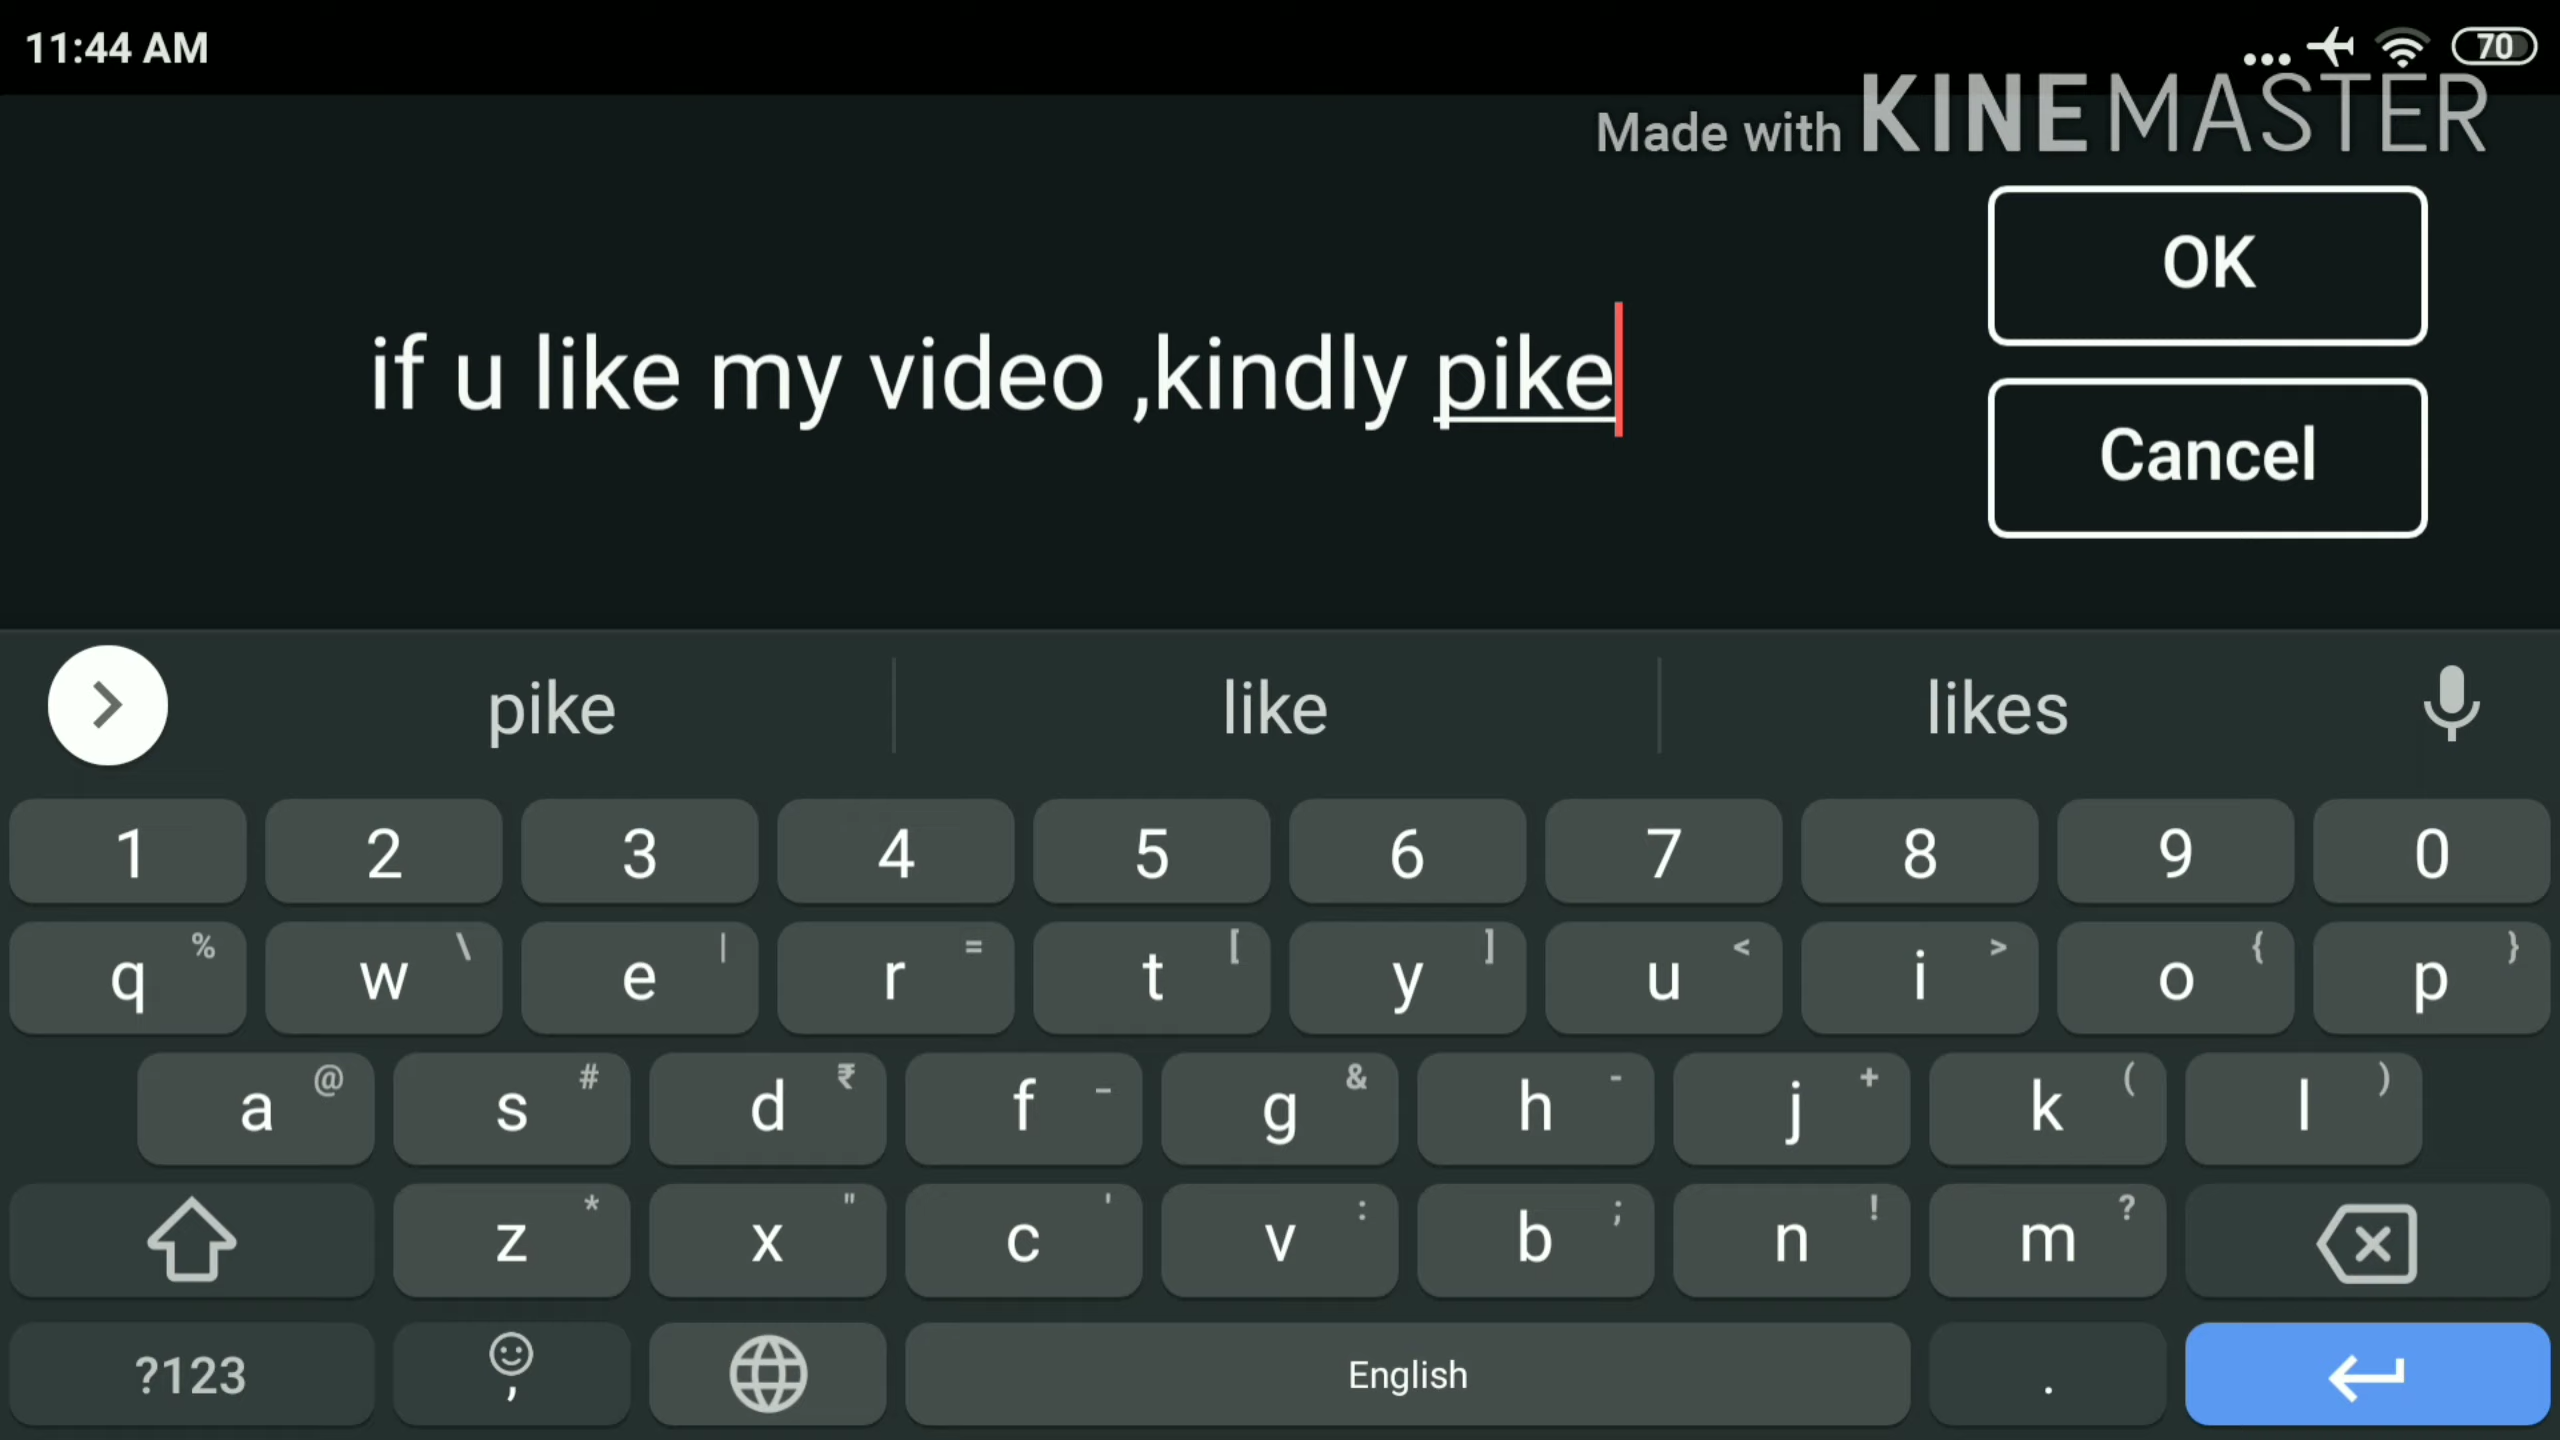 11:44 AM
70
Made with KINEMASTER
OK
if u like my video ,kindly pike
Cancel
pike like likes
1 2 3 4 5 6 7 8 9 0
q % w \ e | r = t [ y ] u < i > o { p }
a @ s # d ₹ f _ g & h - j + k ( l )
z * x " c ' v : b ; n ! m ?
?123 , English .